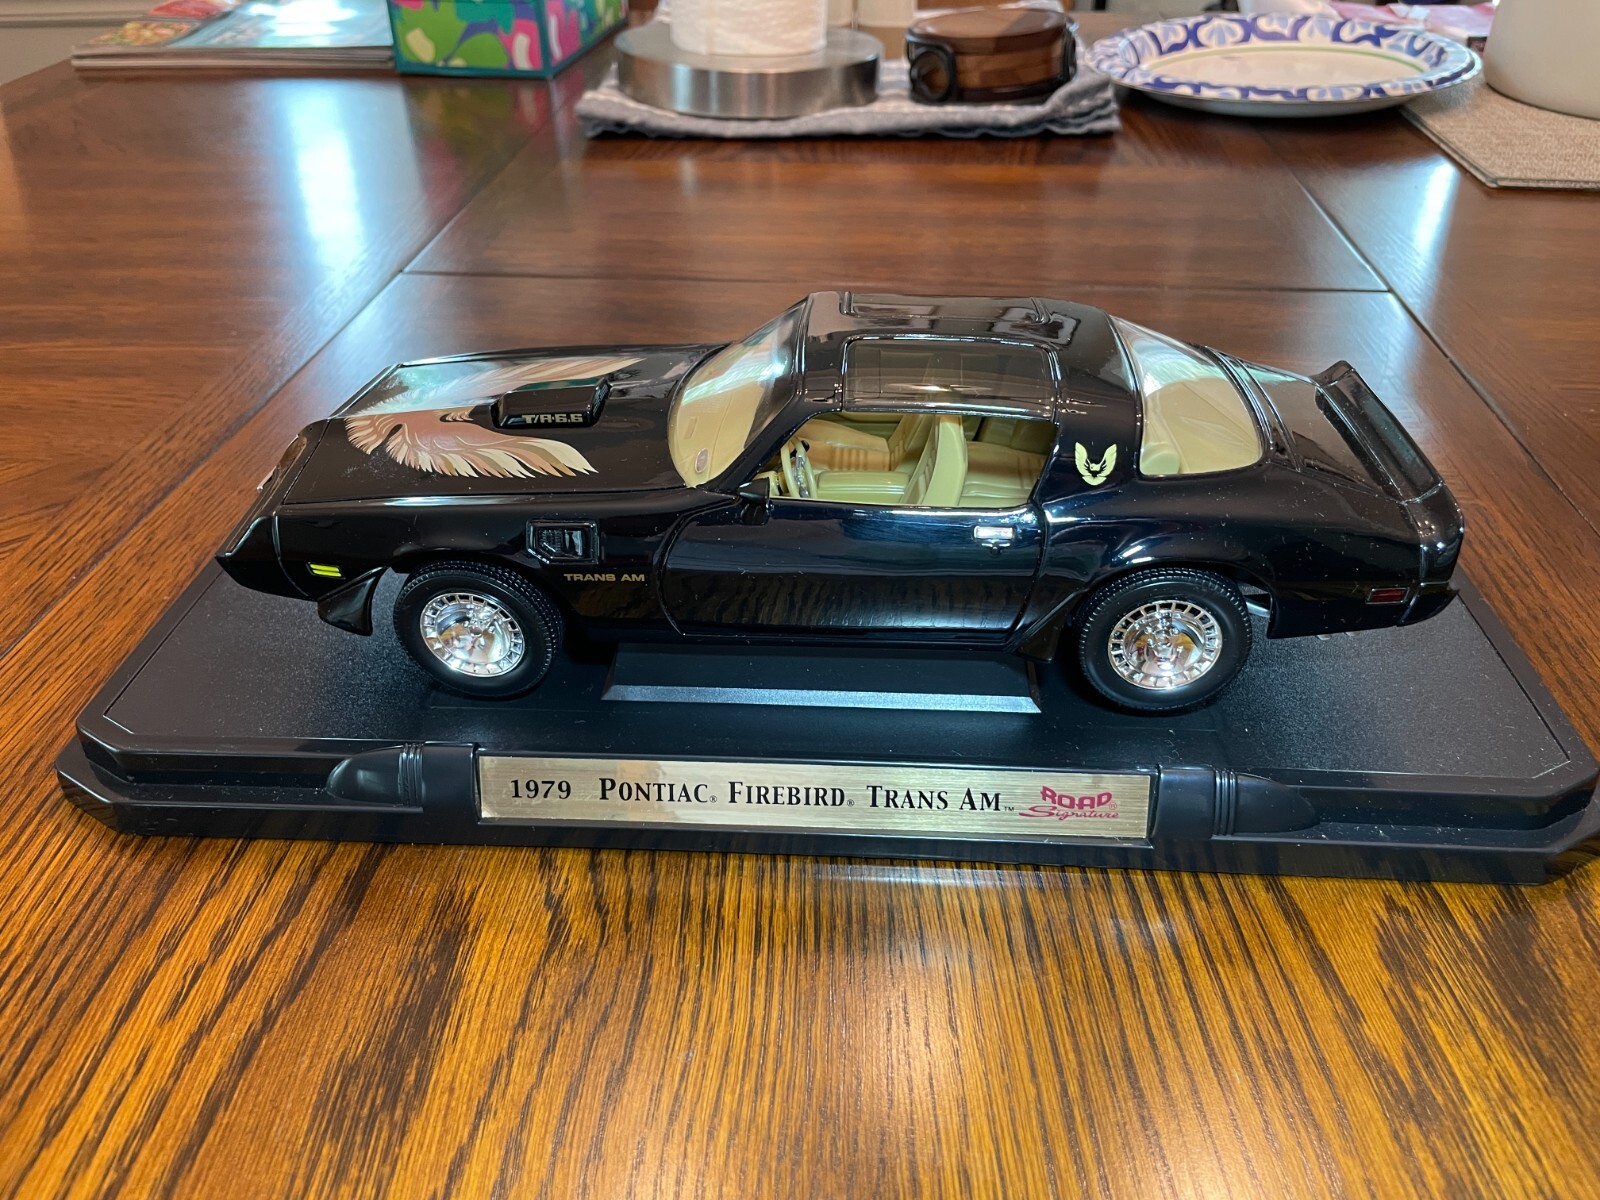 T/A 6.6
TRANS AM
1979 PONTIAC® FIREBIRD® TRANS AM™ ROAD® Signature